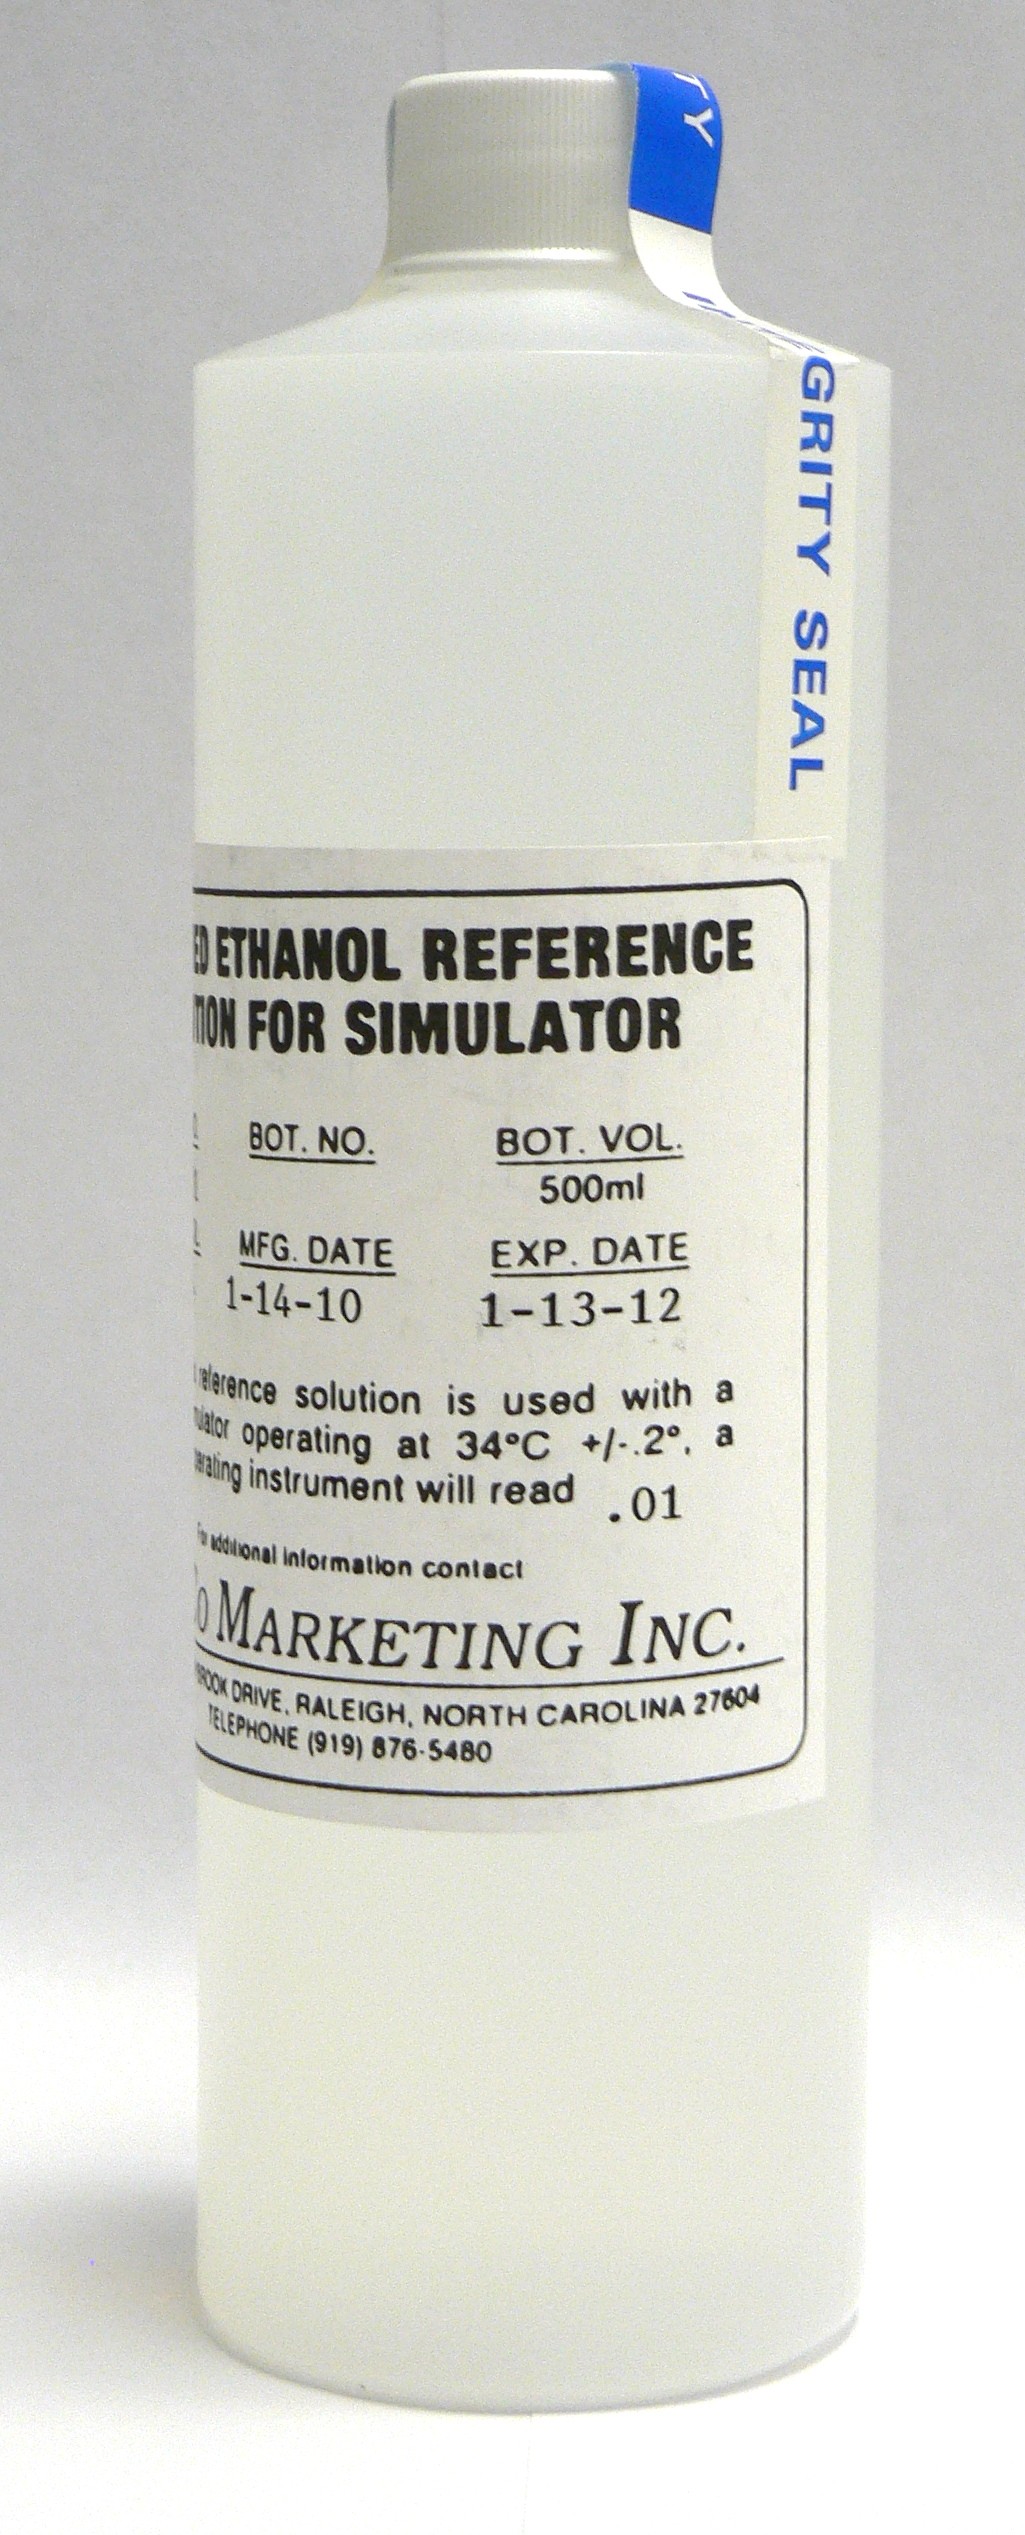 TY
GRITY SEAL
ETHANOL REFERENCE
FOR SIMULATOR
BOT. NO. BOT. VOL.
500ml
MFG. DATE EXP. DATE
1-14-10 1-13-12
reference solution is used with a
operating at 34°C +/-.2°, a
instrument will read .01
For additional information contact
MARKETING INC.
DRIVE, RALEIGH, NORTH CAROLINA 27604
TELEPHONE (919) 876-5480